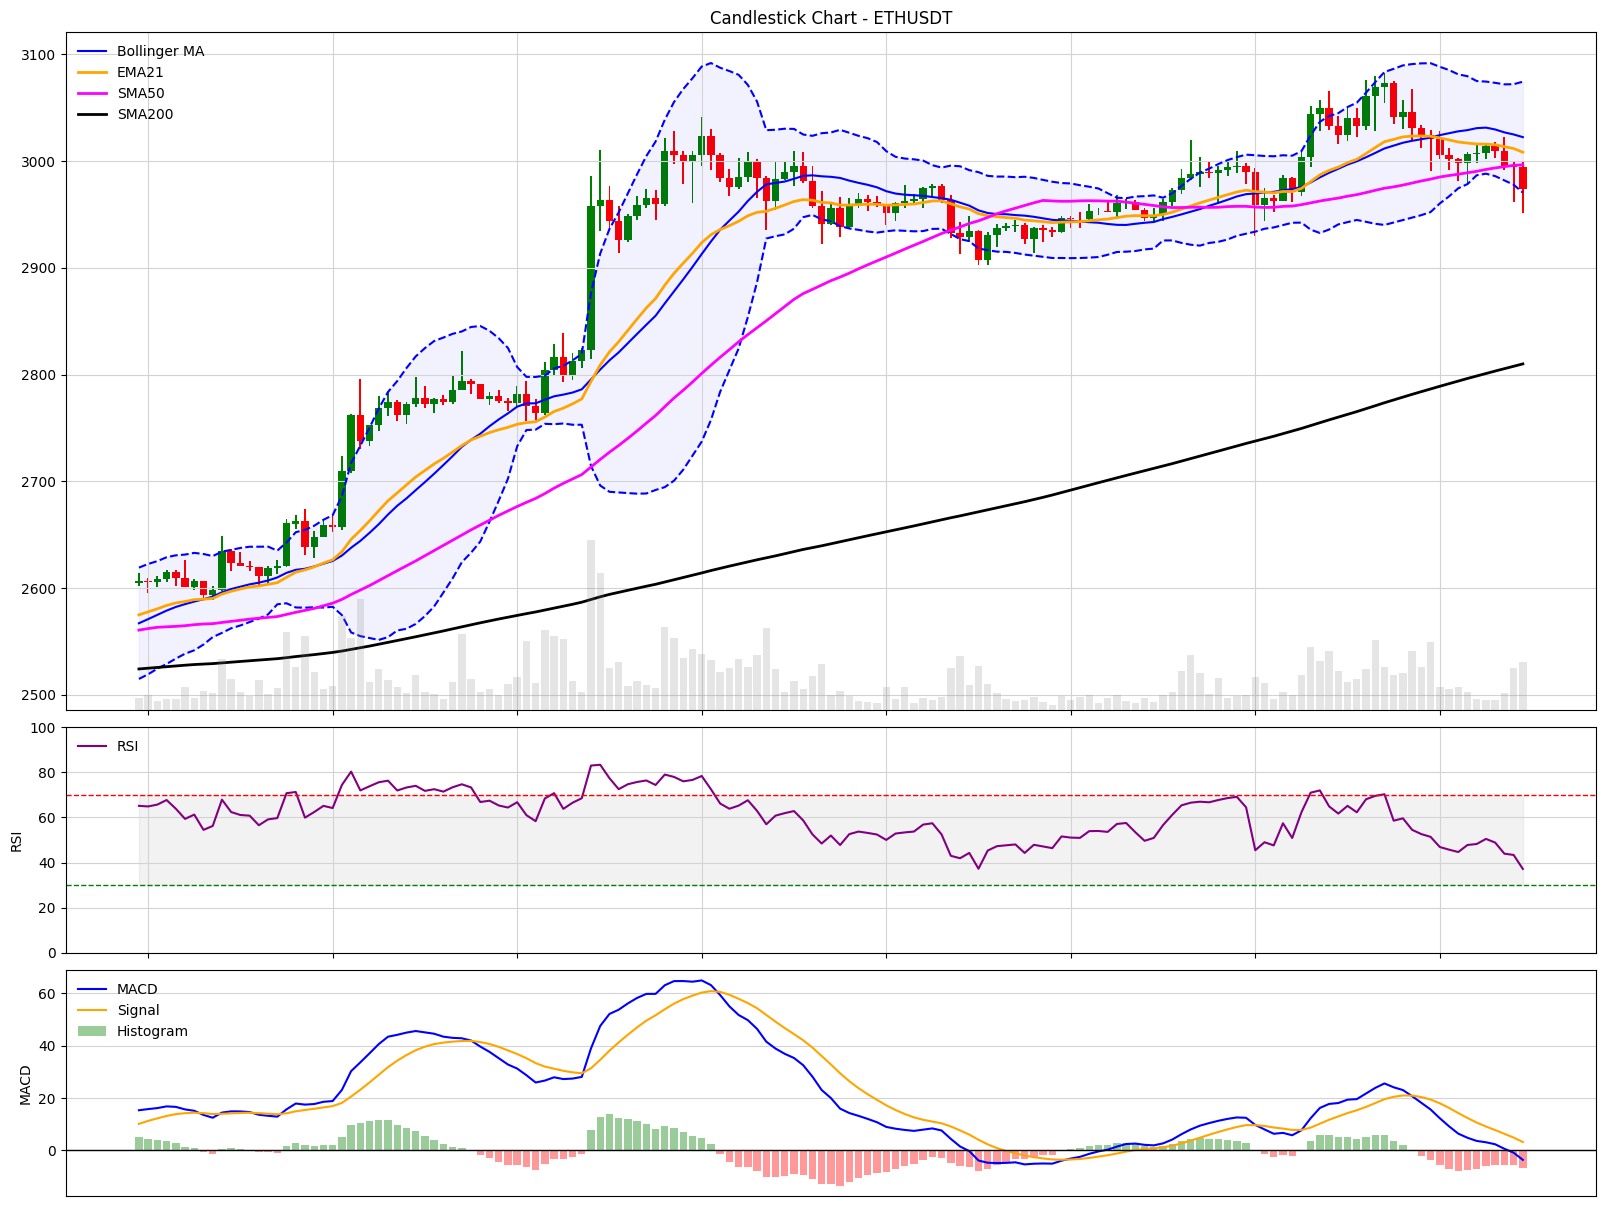 Candlestick Chart - ETHUSDT
Bollinger MA
EMA21
SMA50
SMA200
3100
3000
2900
2800
2700
2600
2500
RSI
RSI
100
80
60
40
20
0
MACD
Signal
Histogram
MACD
60
40
20
0